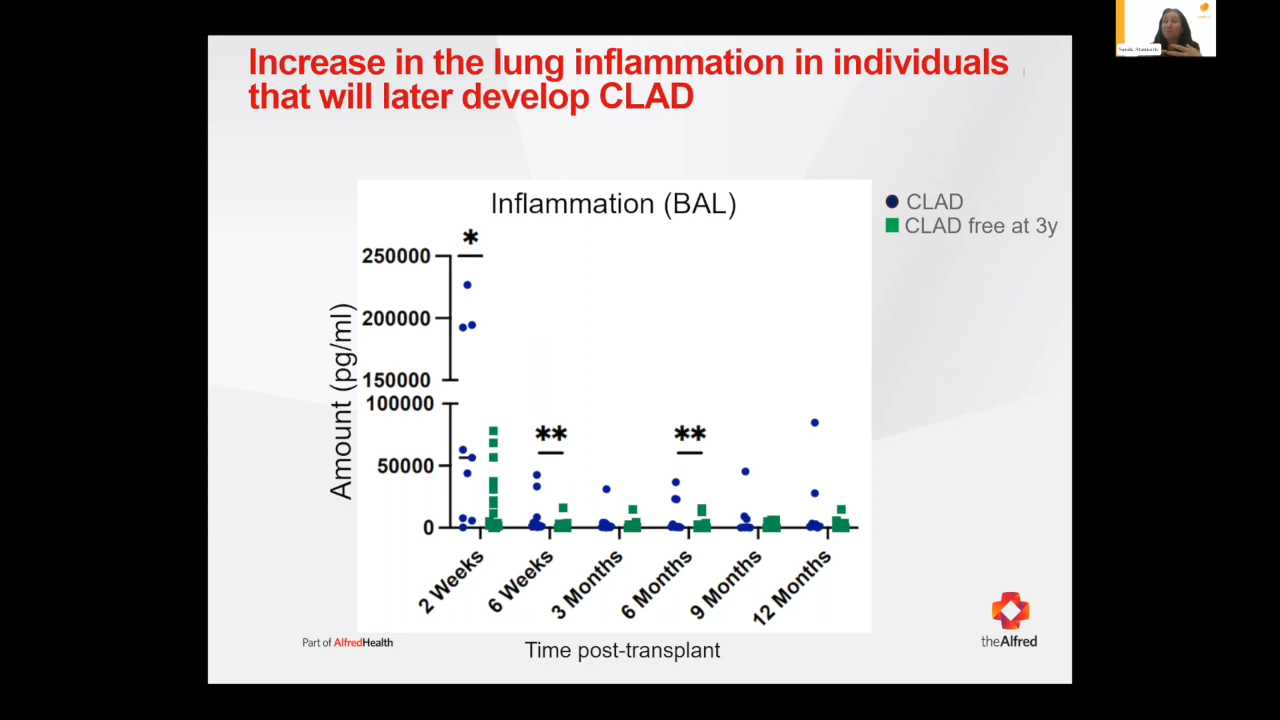 Increase in the lung inflammation in individuals
that will later develop CLAD
Sanda Stankovic
Inflammation (BAL)
CLAD
CLAD free at 3y
*
250000
200000
150000
100000
** **
50000
0
Amount (pg/ml)
2 Weeks
6 Weeks
3 Months
6 Months
9 Months
12 Months
Time post-transplant
Part of AlfredHealth
theAlfred